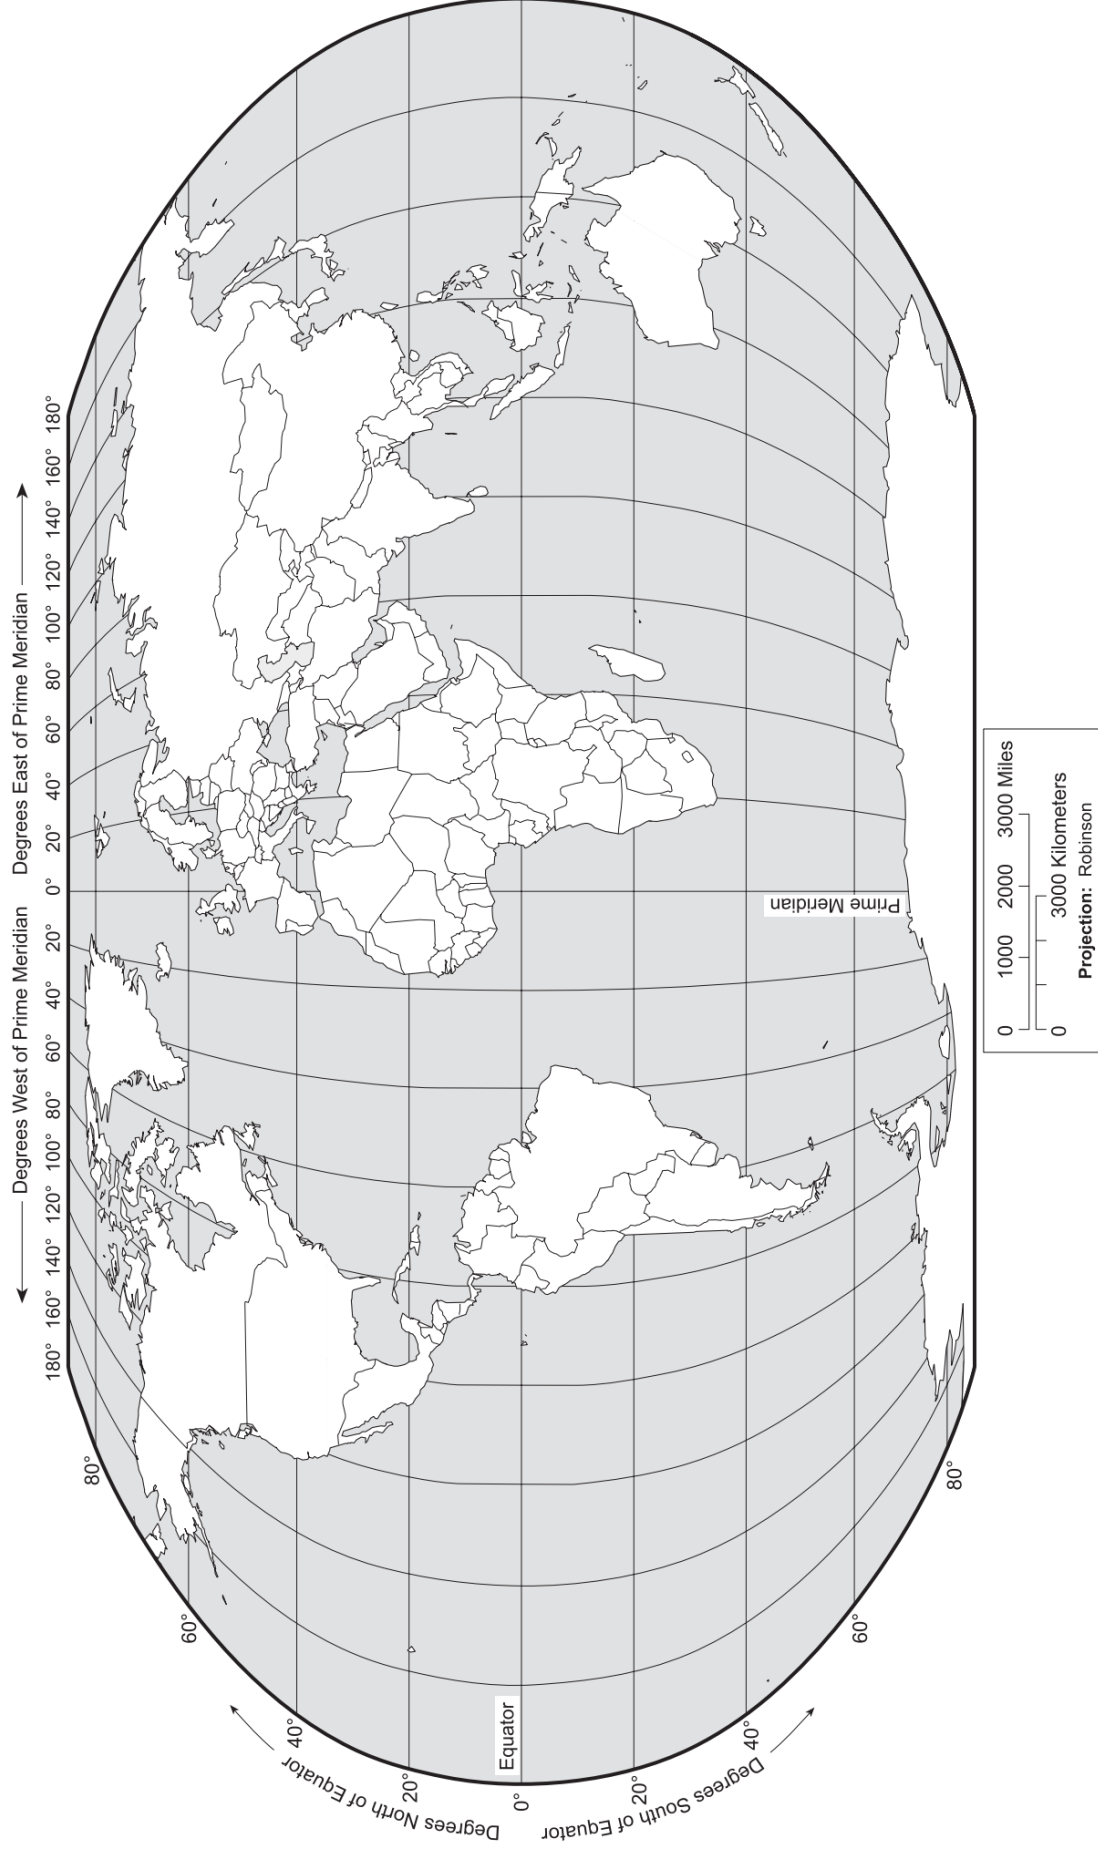 Degrees West of Prime Meridian Degrees East of Prime Meridian
180° 160° 140° 120° 100° 80° 60° 40° 20° 0° 20° 40° 60° 80° 100° 120° 140° 160° 180°
80°
60°
40°
Degrees North of Equator
20°
Equator
0°
20°
Degrees South of Equator
40°
60°
80°
Prime Meridian
0 1000 2000 3000 Miles
0 3000 Kilometers
Projection: Robinson